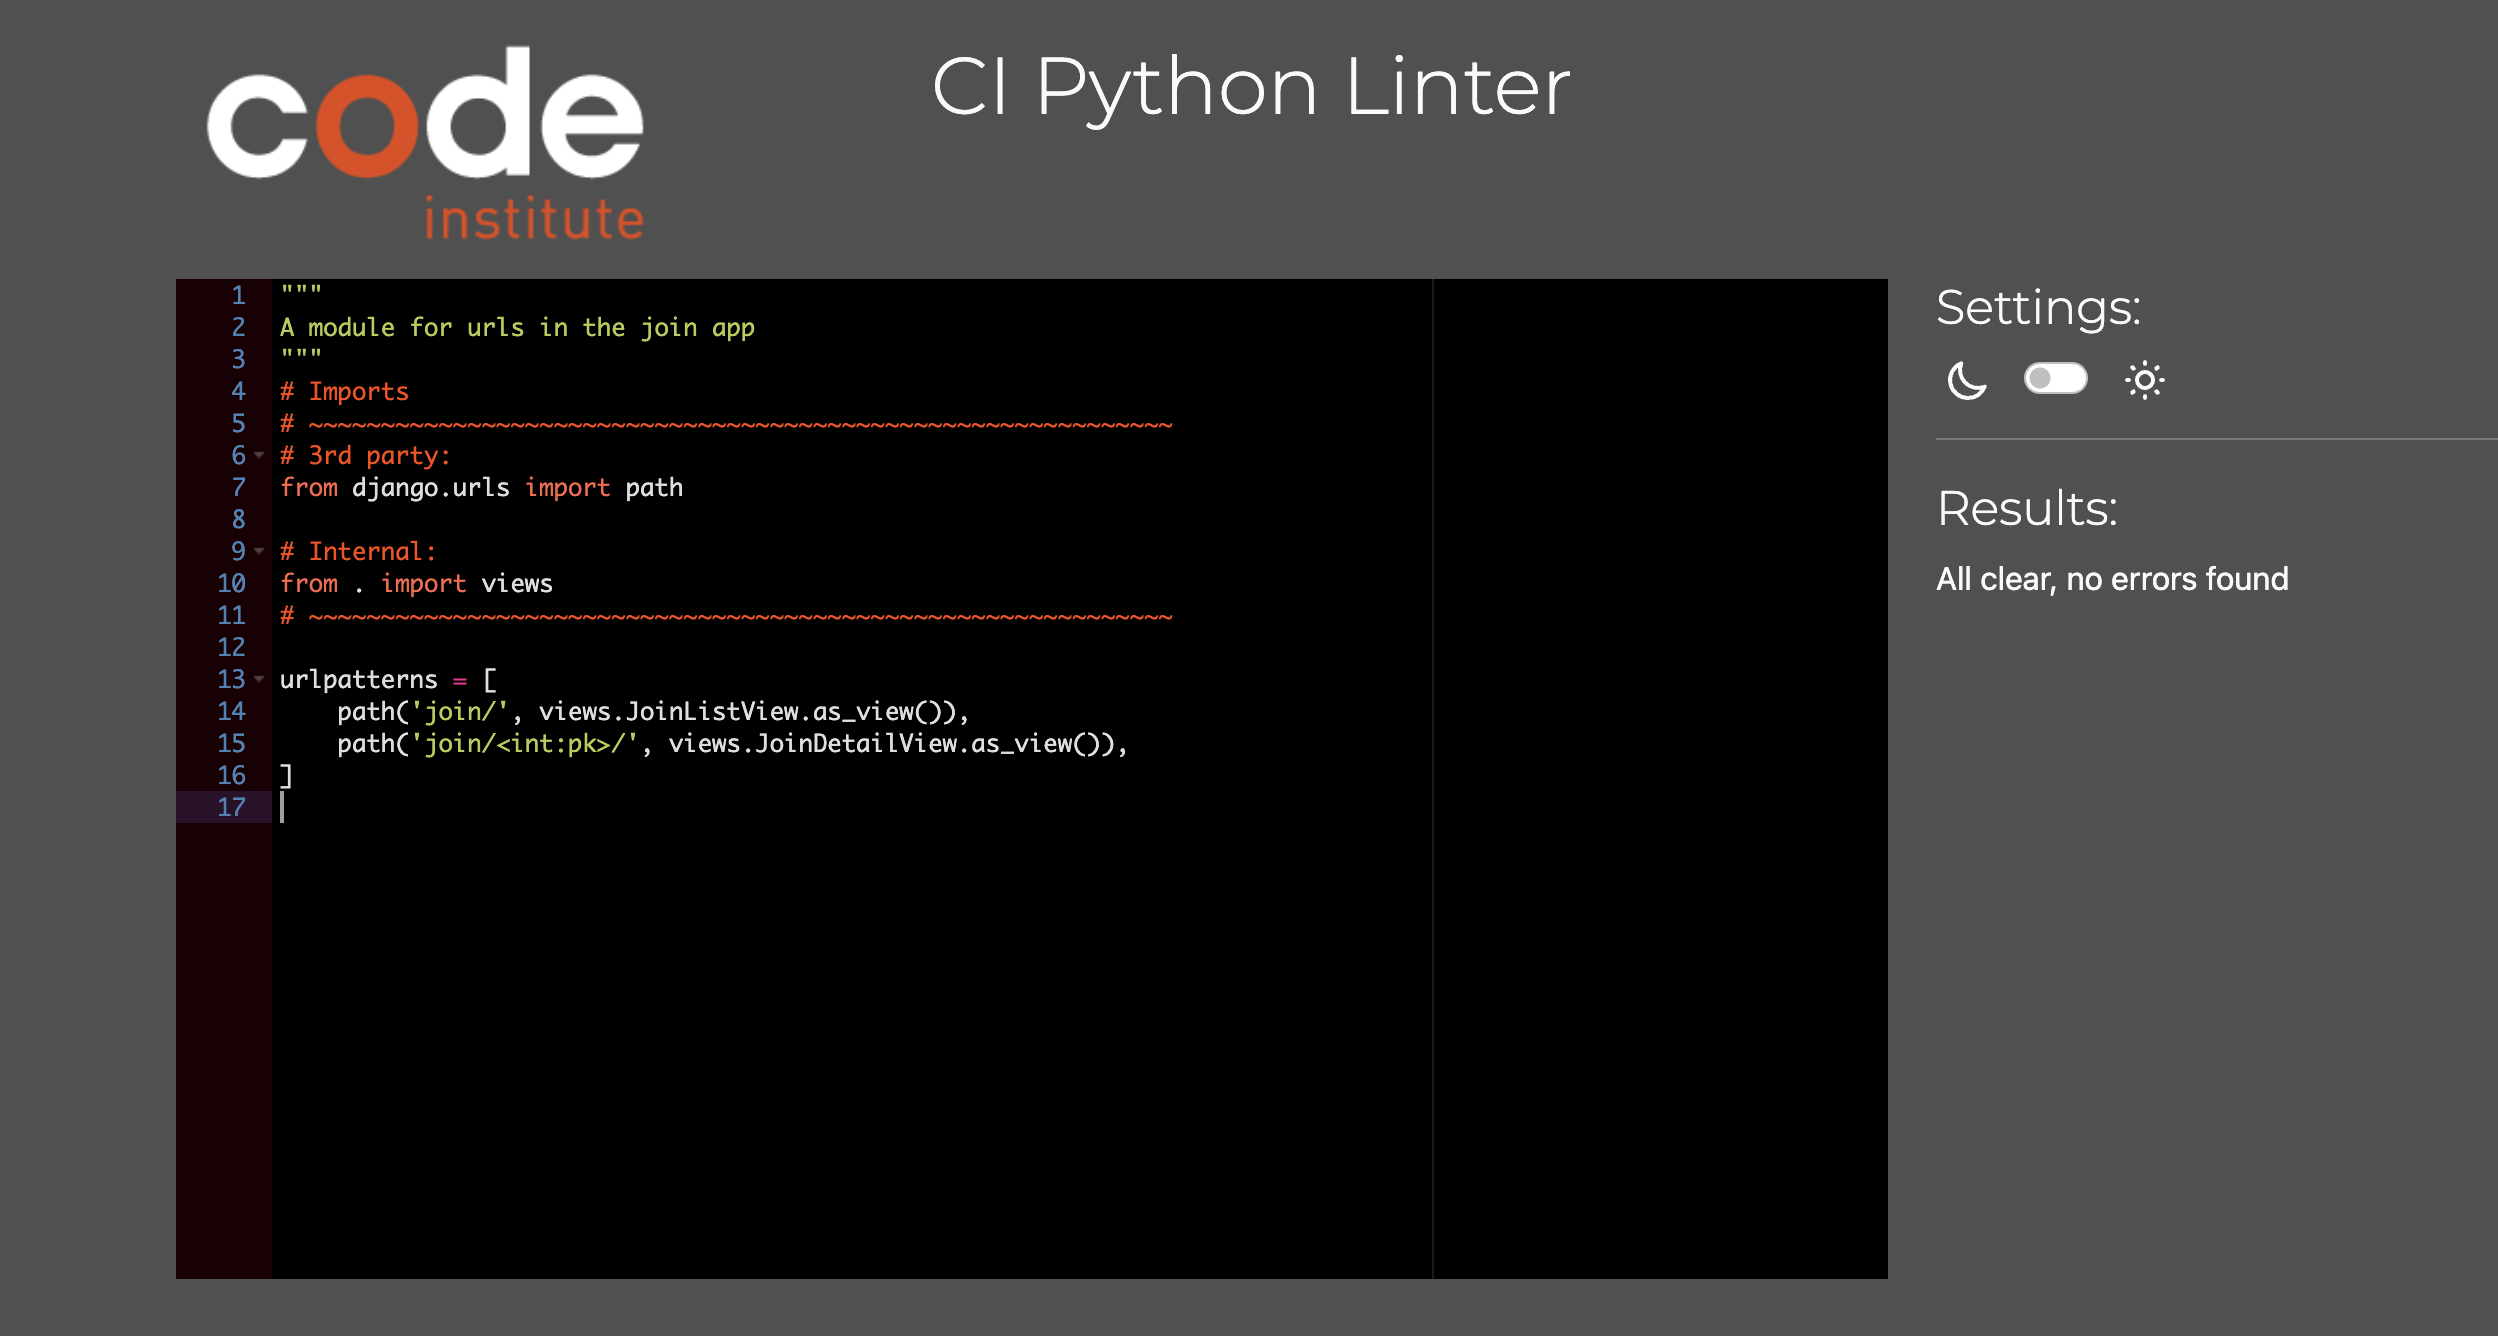 code
institute
CI Python Linter
1 """
2 A module for urls in the join app
3 """
4 # Imports
5 # ~~~~~~~~~~~~~~~~~~~~~~~~~~~~~~~~~~~~~~~~~~~~~~~~~~~~~~~~~~~~
6 # 3rd party:
7 from django.urls import path
8
9 # Internal:
10 from . import views
11 # ~~~~~~~~~~~~~~~~~~~~~~~~~~~~~~~~~~~~~~~~~~~~~~~~~~~~~~~~~~~~
12
13 urlpatterns = [
14     path('join/', views.JoinListView.as_view()),
15     path('join/<int:pk>/', views.JoinDetailView.as_view()),
16 ]
17
Settings:
Results:
All clear, no errors found